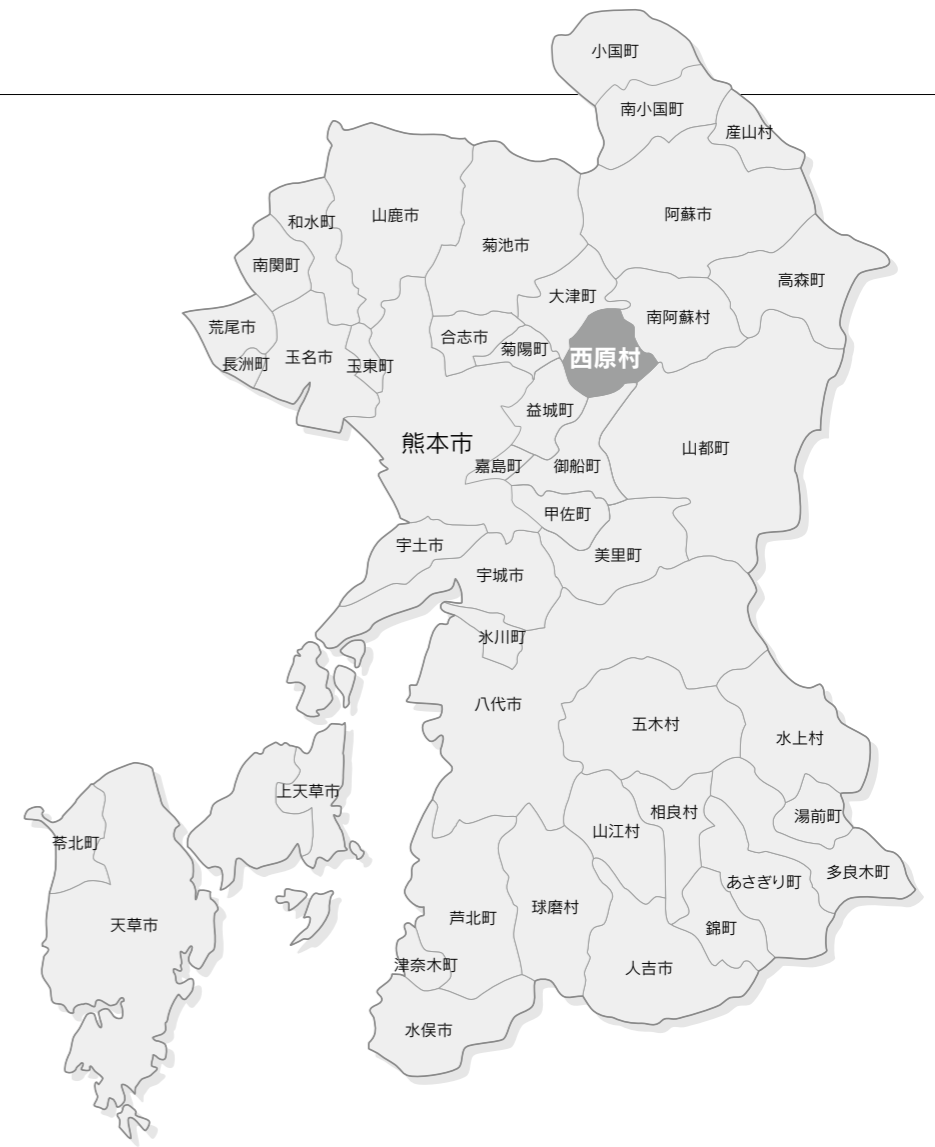 小国町
南小国町
産山村
和水町
山鹿市
阿蘇市
菊池市
南関町
高森町
大津町
南阿蘇村
荒尾市
合志市
菊陽町
長洲町
玉名市
玉東町
西原村
益城町
熊本市
山都町
嘉島町
御船町
甲佐町
宇土市
美里町
宇城市
氷川町
八代市
五木村
水上村
上天草市
相良村
湯前町
山江村
苓北町
多良木町
あさぎり町
球磨村
芦北町
天草市
錦町
津奈木町
人吉市
水俣市